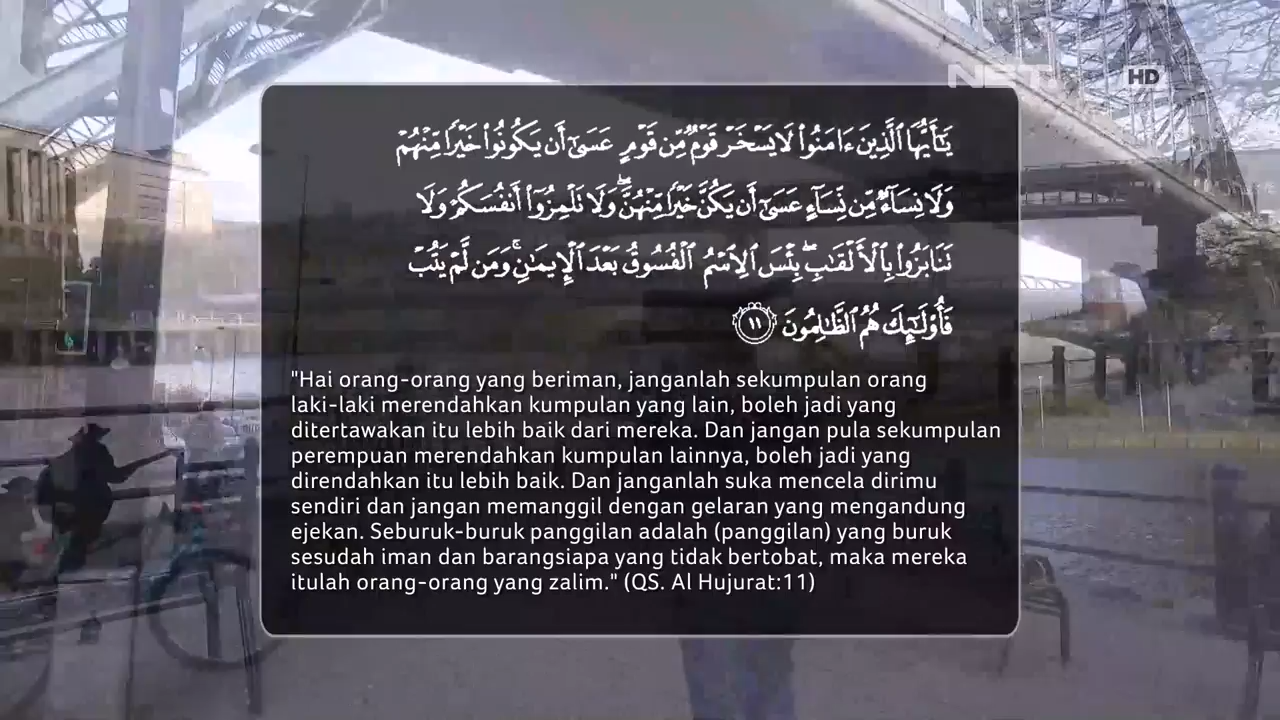 NET HD
يَـٰٓأَيُّهَا ٱلَّذِينَ ءَامَنُوا۟ لَا يَسْخَرْ قَوْمٌ مِّن قَوْمٍ عَسَىٰٓ أَن يَكُونُوا۟ خَيْرًا مِّنْهُمْ
وَلَا نِسَآءٌ مِّن نِّسَآءٍ عَسَىٰٓ أَن يَكُنَّ خَيْرًا مِّنْهُنَّ ۖ وَلَا تَلْمِزُوٓا۟ أَنفُسَكُمْ وَلَا
تَنَابَزُوا۟ بِٱلْأَلْقَـٰبِ ۖ بِئْسَ ٱلِٱسْمُ ٱلْفُسُوقُ بَعْدَ ٱلْإِيمَـٰنِ ۚ وَمَن لَّمْ يَتُبْ
فَأُو۟لَـٰٓئِكَ هُمُ ٱلظَّـٰلِمُونَ ١١
"Hai orang-orang yang beriman, janganlah sekumpulan orang
laki-laki merendahkan kumpulan yang lain, boleh jadi yang
ditertawakan itu lebih baik dari mereka. Dan jangan pula sekumpulan
perempuan merendahkan kumpulan lainnya, boleh jadi yang
direndahkan itu lebih baik. Dan janganlah suka mencela dirimu
sendiri dan jangan memanggil dengan gelaran yang mengandung
ejekan. Seburuk-buruk panggilan adalah (panggilan) yang buruk
sesudah iman dan barangsiapa yang tidak bertobat, maka mereka
itulah orang-orang yang zalim." (QS. Al Hujurat:11)